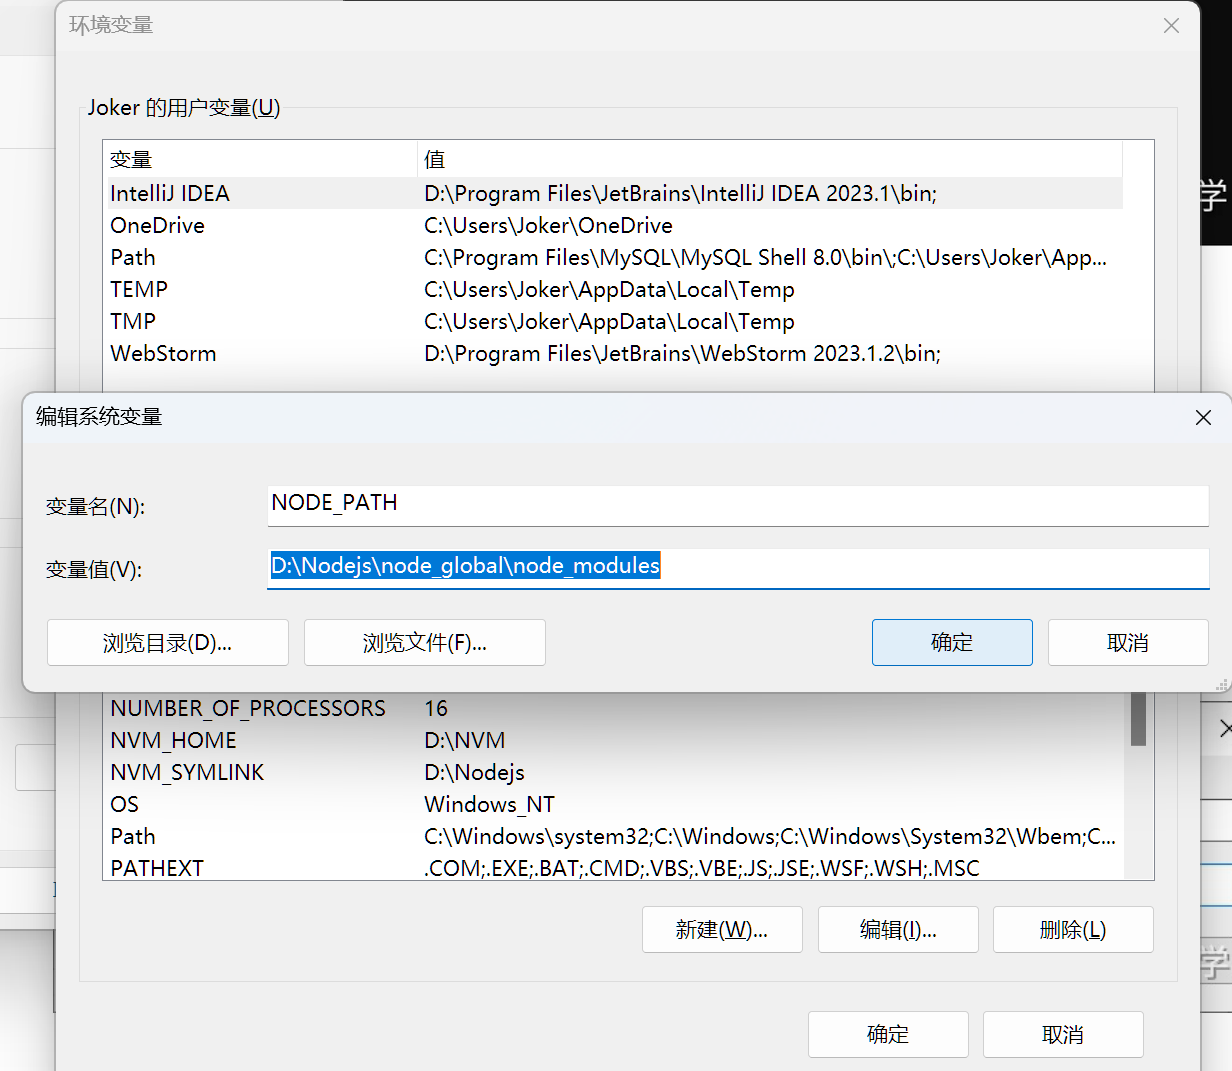 环境变量
Joker 的用户变量(U)
变量 值
IntelliJ IDEA D:\Program Files\JetBrains\IntelliJ IDEA 2023.1\bin;
OneDrive C:\Users\Joker\OneDrive
Path C:\Program Files\MySQL\MySQL Shell 8.0\bin\;C:\Users\Joker\App...
TEMP C:\Users\Joker\AppData\Local\Temp
TMP C:\Users\Joker\AppData\Local\Temp
WebStorm D:\Program Files\JetBrains\WebStorm 2023.1.2\bin;
学
编辑系统变量
变量名(N): NODE_PATH
变量值(V): D:\Nodejs\node_global\node_modules
浏览目录(D)... 浏览文件(F)... 确定 取消
NUMBER_OF_PROCESSORS 16
NVM_HOME D:\NVM
NVM_SYMLINK D:\Nodejs
OS Windows_NT
Path C:\Windows\system32;C:\Windows;C:\Windows\System32\Wbem;C...
PATHEXT .COM;.EXE;.BAT;.CMD;.VBS;.VBE;.JS;.JSE;.WSF;.WSH;.MSC
新建(W)... 编辑(I)... 删除(L)
学
确定 取消